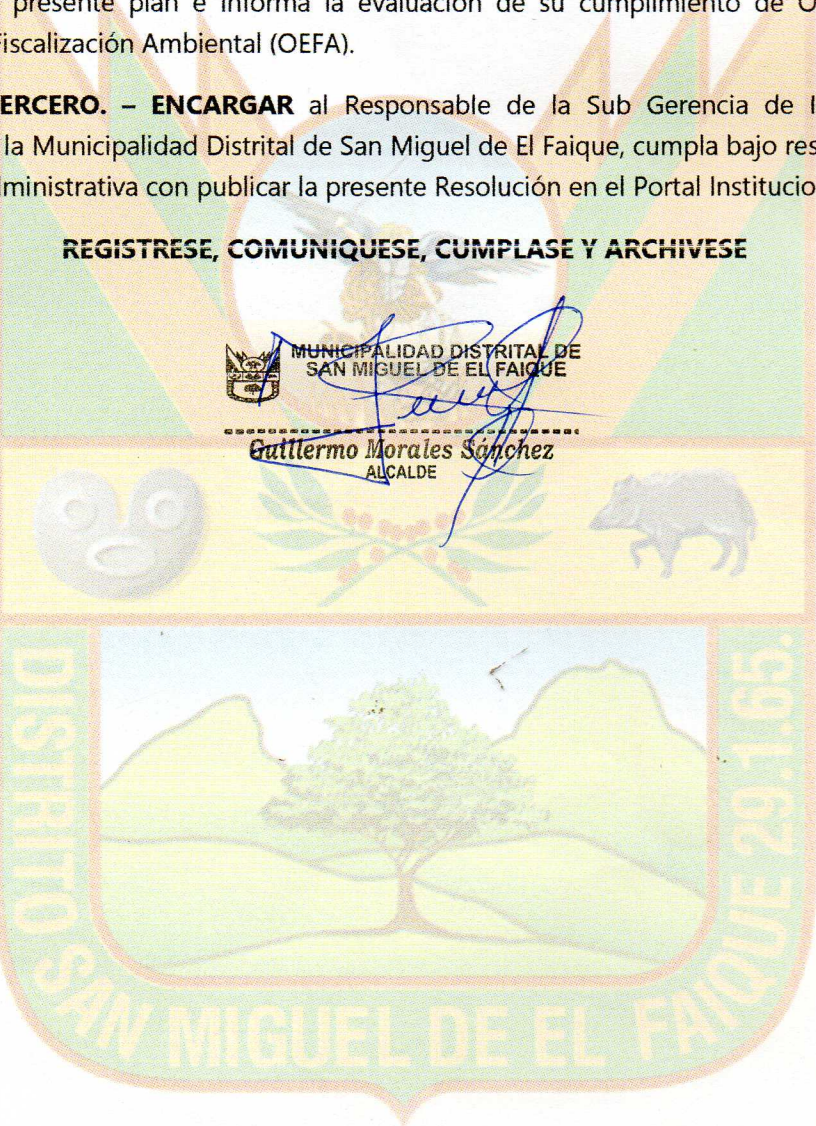 presente plan e informa la evaluación de su cumplimiento de O
Fiscalización Ambiental (OEFA).
ERCERO. – ENCARGAR al Responsable de la Sub Gerencia de I
la Municipalidad Distrital de San Miguel de El Faique, cumpla bajo res
ministrativa con publicar la presente Resolución en el Portal Institucio
REGISTRESE, COMUNIQUESE, CUMPLASE Y ARCHIVESE
MUNICIPALIDAD DISTRITAL DE
SAN MIGUEL DE EL FAIQUE
Guillermo Morales Sánchez
ALCALDE
DISTRITO SAN MIGUEL DE EL FAIQUE 29.1.65.